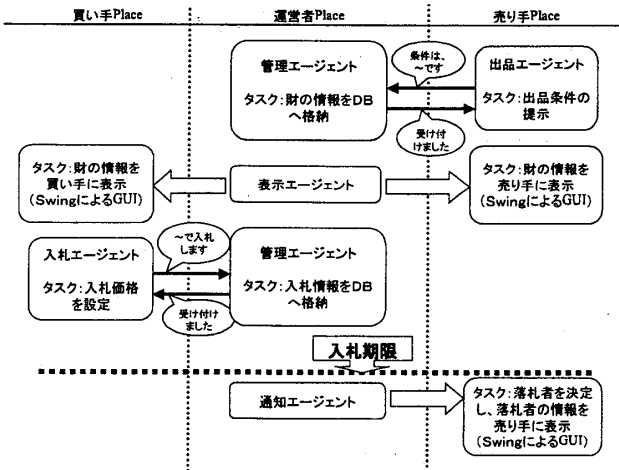 買い手Place
運営者Place
売り手Place
管理エージェント
タスク:財の情報をDB
へ格納
条件は、
～です
受け付
けました
出品エージェント
タスク:出品条件の
提示
タスク:財の情報を
買い手に表示
(SwingによるGUI)
表示エージェント
タスク:財の情報を
売り手に表示
(SwingによるGUI)
入札エージェント
タスク:入札価格
を設定
～で入札
します
受け付け
ました
管理エージェント
タスク:入札情報をDB
へ格納
入札期限
通知エージェント
タスク:落札者を決定
し、落札者の情報を
売り手に表示
(SwingによるGUI)